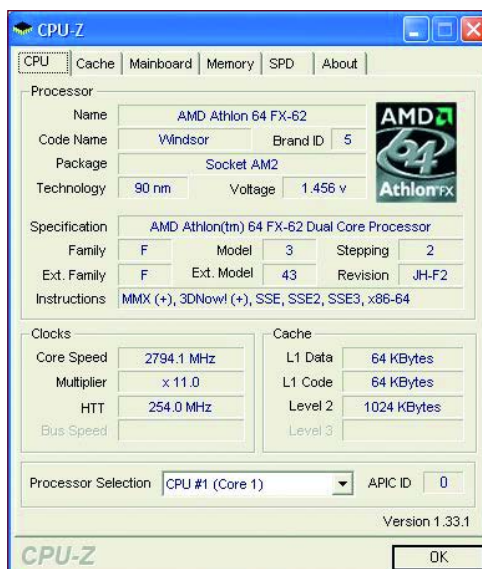 CPU-Z
CPU Cache Mainboard Memory SPD About
Processor
Name AMD Athlon 64 FX-62
Code Name Windsor Brand ID 5
Package Socket AM2
Technology 90 nm Voltage 1.456 v
AMD
64
Athlon FX
Specification AMD Athlon(tm) 64 FX-62 Dual Core Processor
Family F Model 3 Stepping 2
Ext. Family F Ext. Model 43 Revision JH-F2
Instructions MMX (+), 3DNow! (+), SSE, SSE2, SSE3, x86-64
Clocks
Core Speed 2794.1 MHz
Multiplier x 11.0
HTT 254.0 MHz
Bus Speed
Cache
L1 Data 64 KBytes
L1 Code 64 KBytes
Level 2 1024 KBytes
Level 3
Processor Selection CPU #1 (Core 1) APIC ID 0
Version 1.33.1
CPU-Z OK